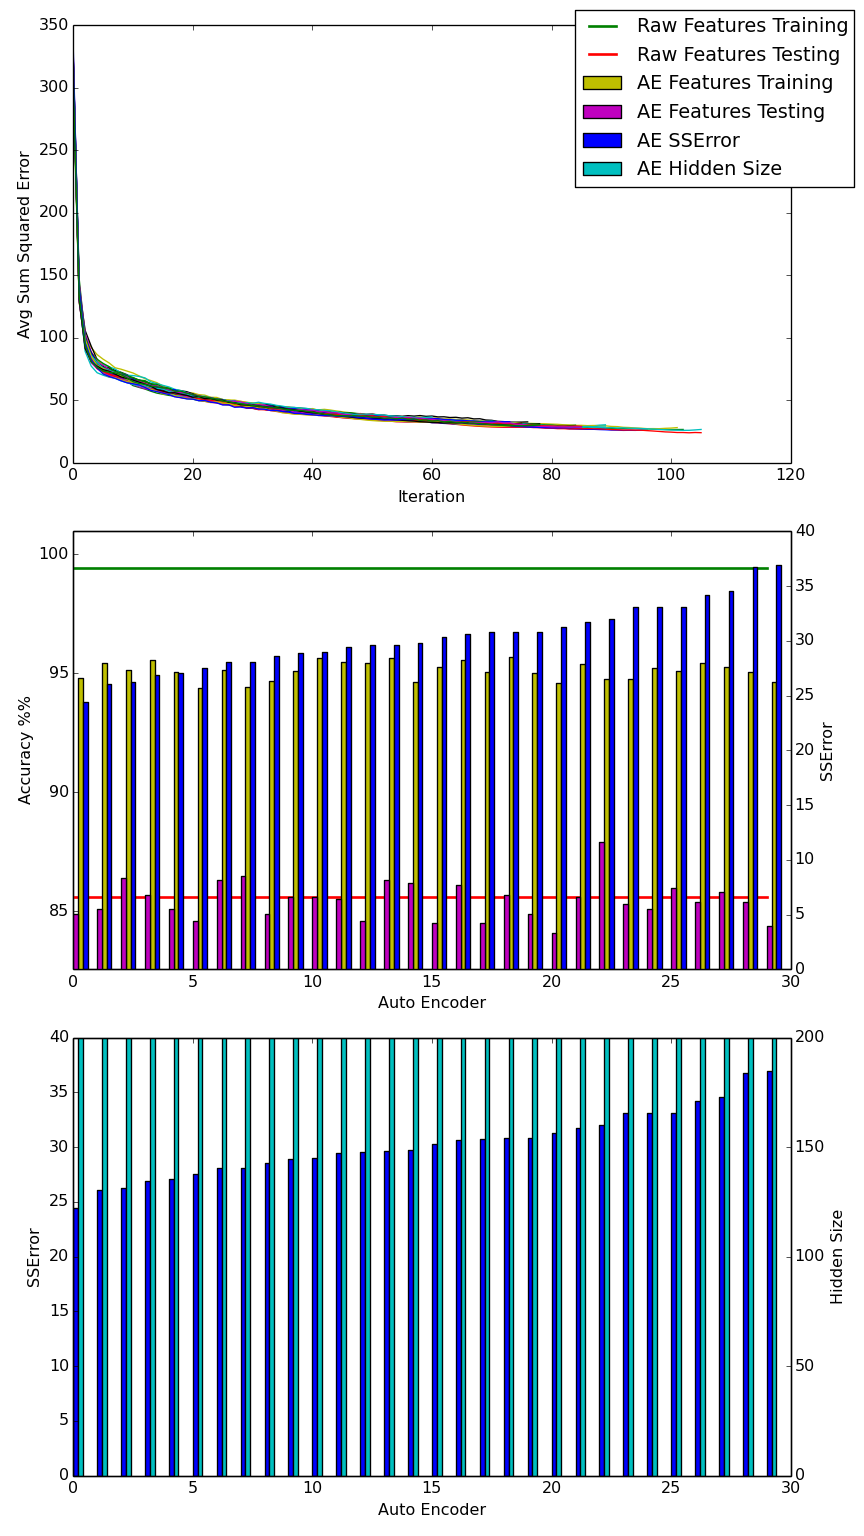 Raw Features Training
Raw Features Testing
AE Features Training
AE Features Testing
AE SSError
AE Hidden Size
350
300
250
200
150
100
50
0
Avg Sum Squared Error
0 20 40 60 80 100 120
Iteration
100
95
90
85
Accuracy %%
40
35
30
25
20
15
10
5
0
SSError
0 5 10 15 20 25 30
Auto Encoder
40
35
30
25
20
15
10
5
0
SSError
200
150
100
50
0
Hidden Size
0 5 10 15 20 25 30
Auto Encoder